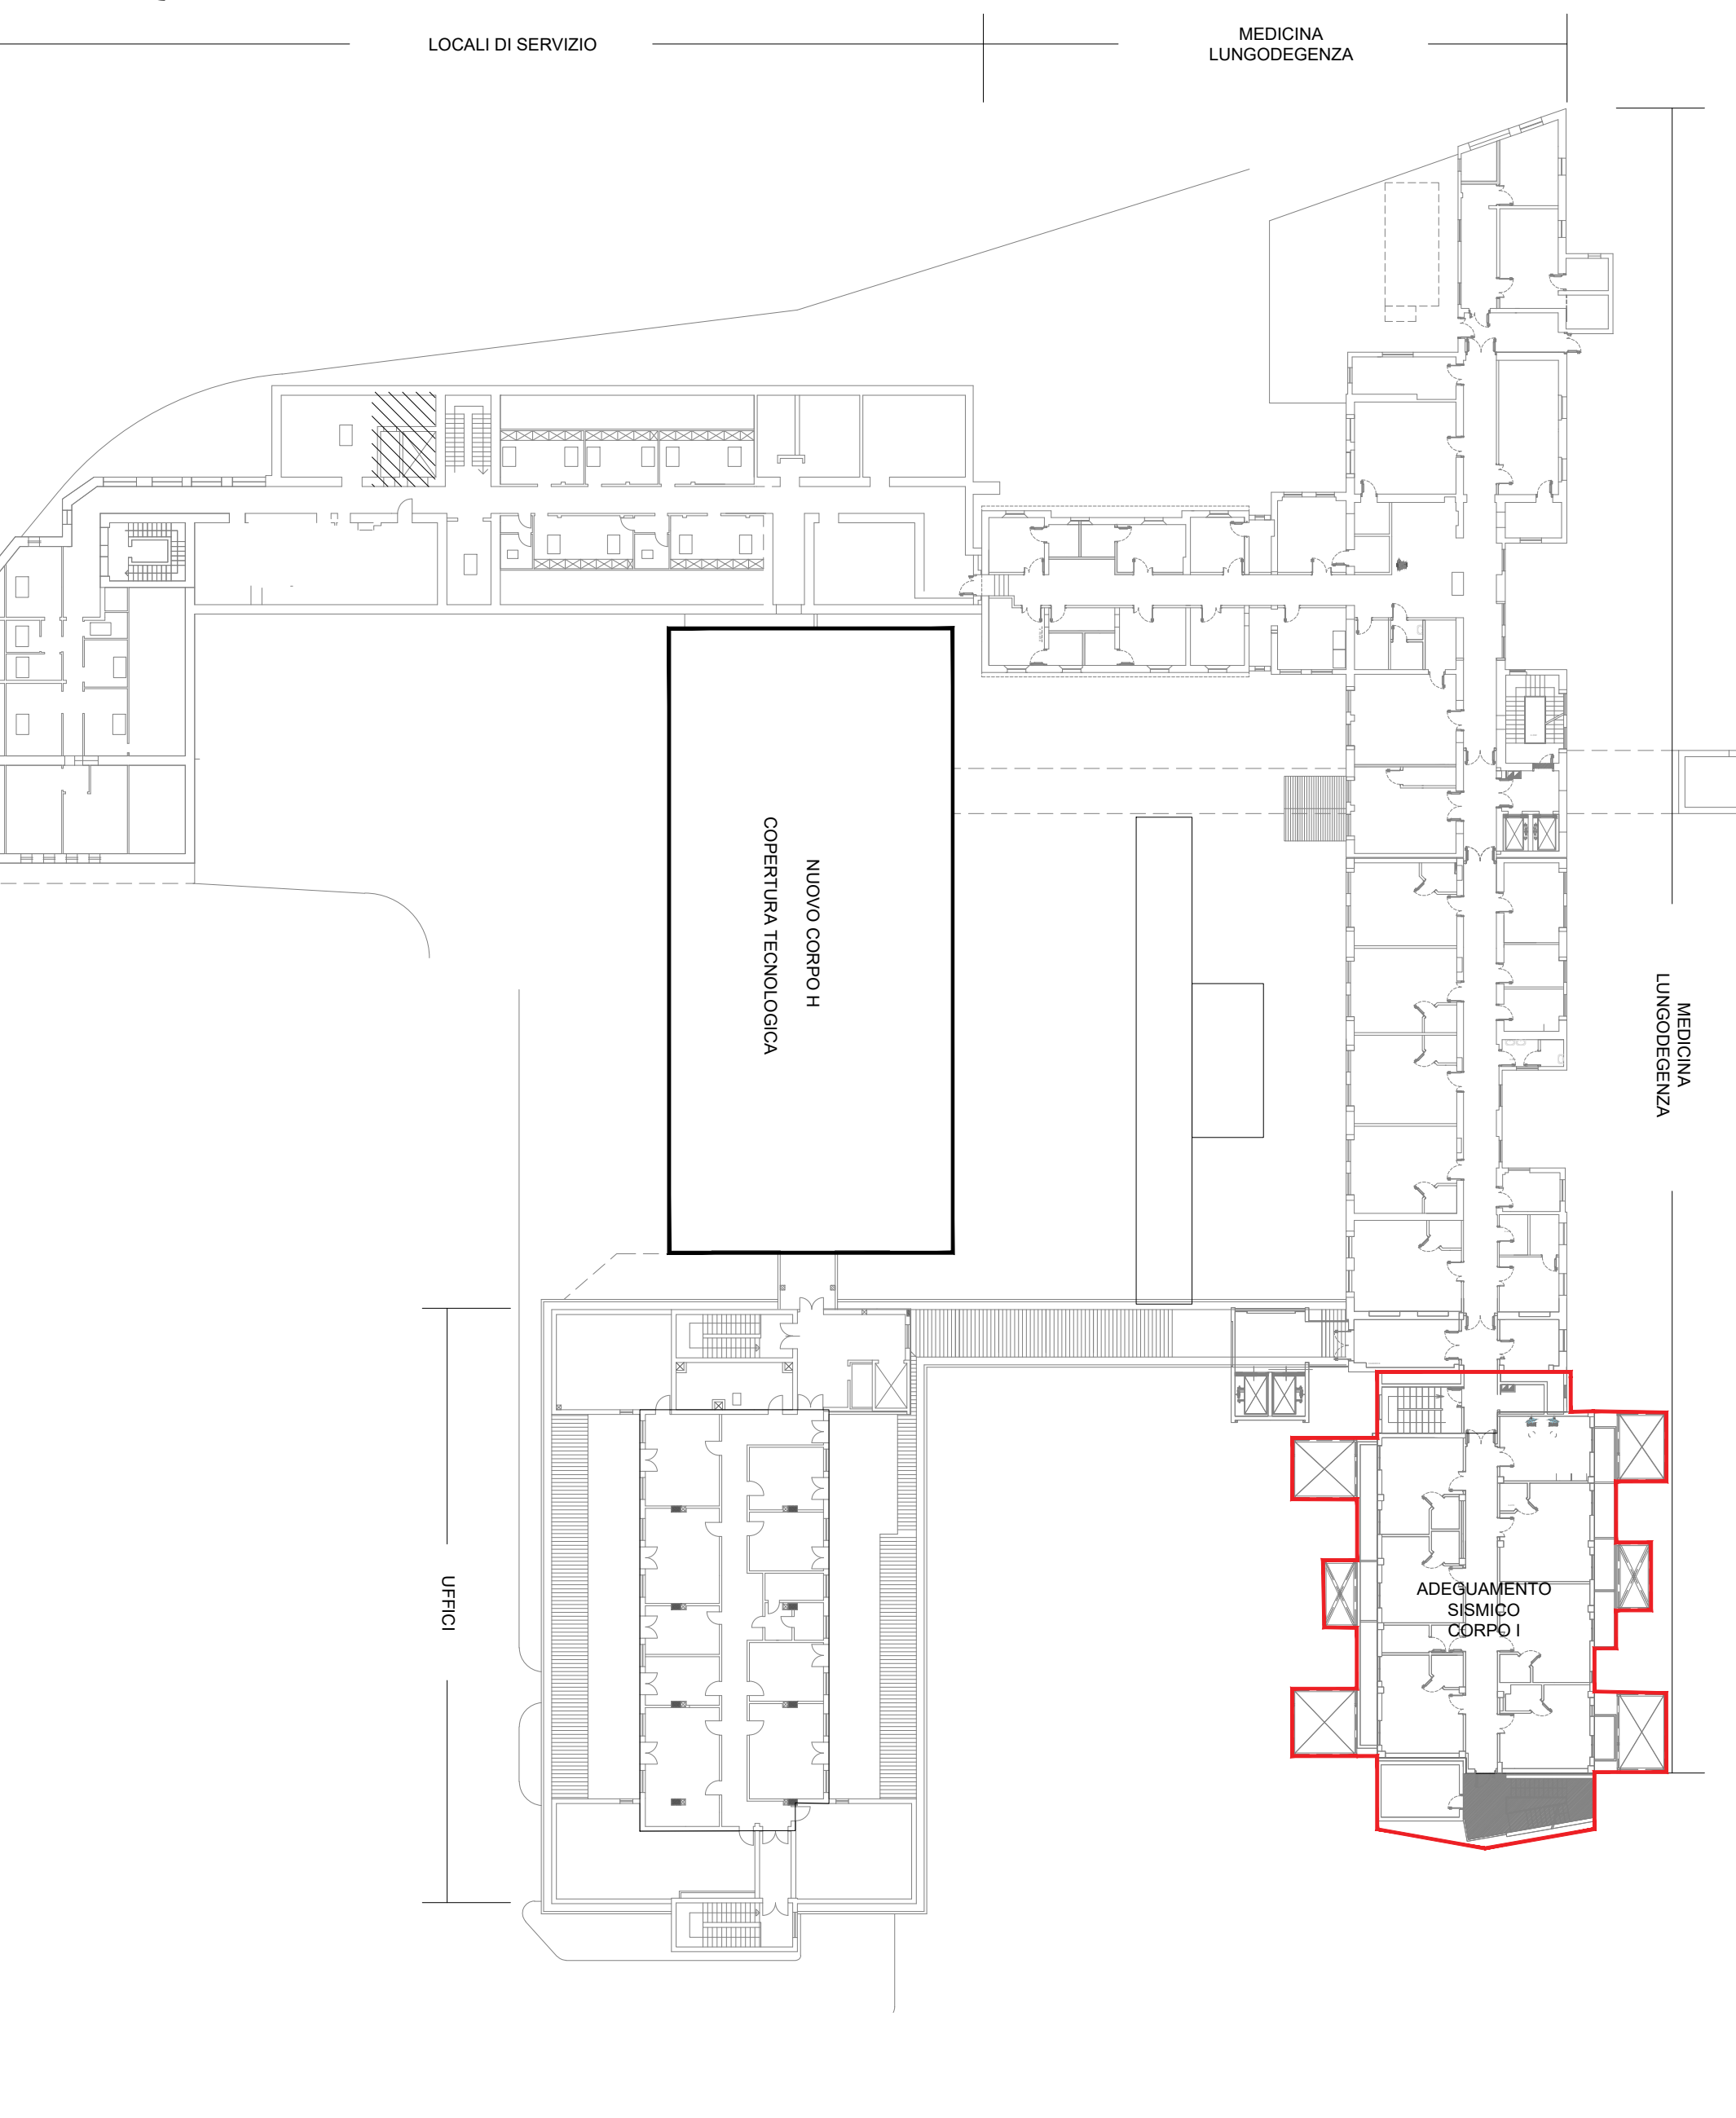 LOCALI DI SERVIZIO
MEDICINA
LUNGODEGENZA
NUOVO CORPO H
COPERTURA TECNOLOGICA
MEDICINA
LUNGODEGENZA
UFFICI
ADEGUAMENTO
SISMICO
CORPO I